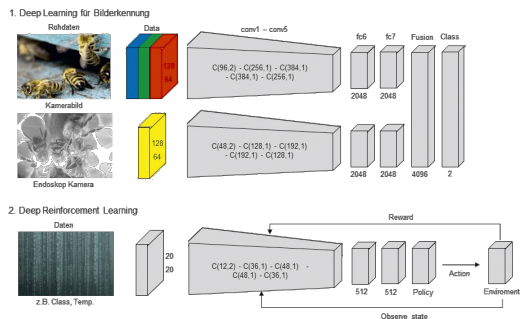 1. Deep Learning für Bilderkennung
Rohdaten
Data
conv1 – conv5
fc6
fc7
Fusion
Class
128
64
C(96,2) - C(256,1) - C(384,1)
- C(384,1) - C(256,1)
2048
2048
Kamerabild
128
64
C(48,2) - C(128,1) - C(192,1)
- C(192,1) - C(128,1)
Endoskop Kamera
2048
2048
4096
2
2. Deep Reinforcement Learning
Daten
Reward
20
20
C(12,2) - C(36,1) - C(48,1) -
C(48,1) - C(36,1)
Action
512
512
Policy
Enviroment
z.B. Class, Temp.
Observe state